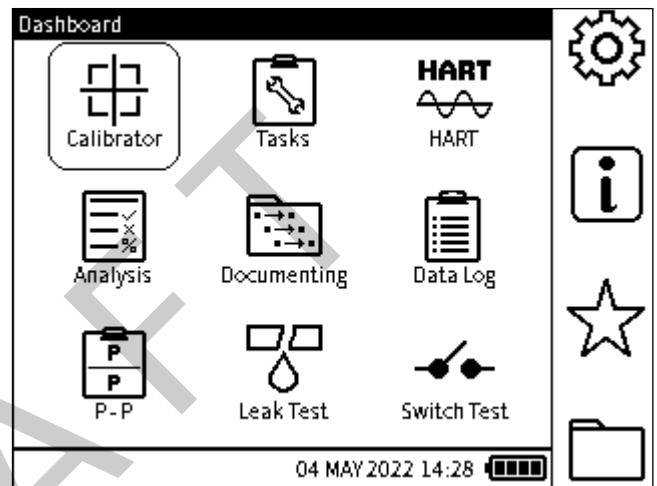 Dashboard
HART
Calibrator
Tasks
HART
Analysis
Documenting
Data Log
P
P
P-P
Leak Test
Switch Test
04 MAY 2022 14:28